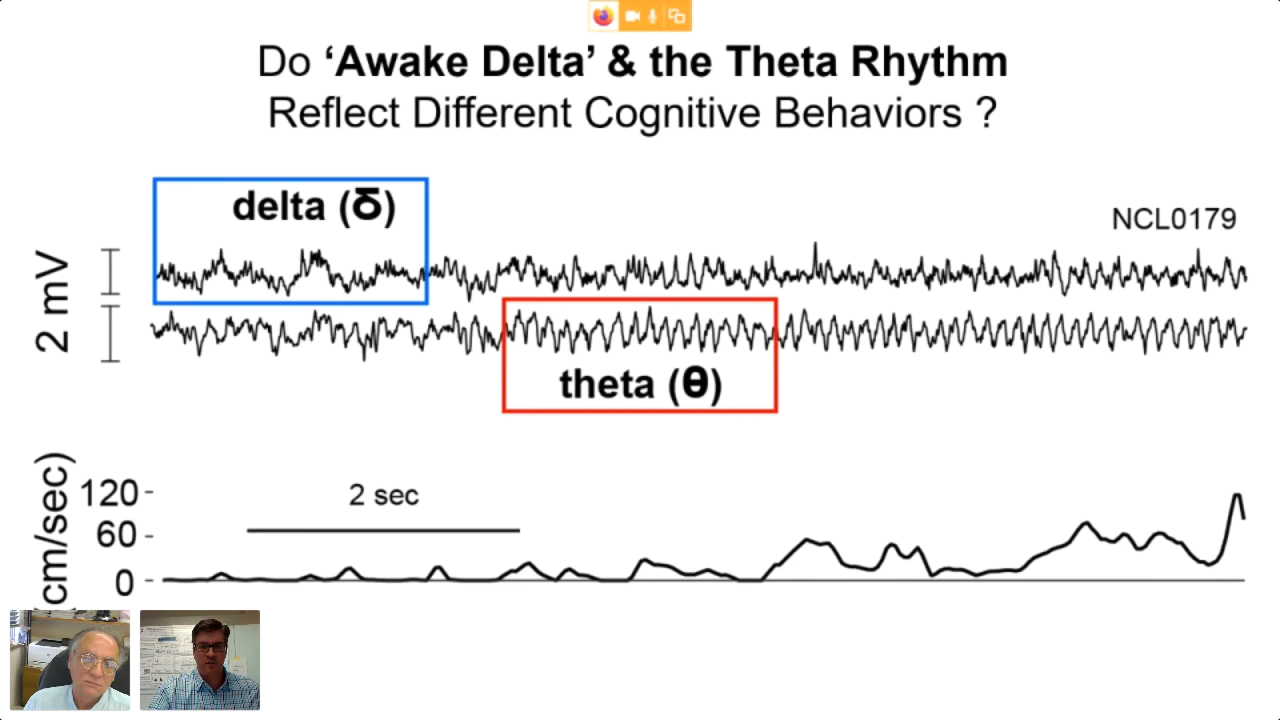 Do ‘Awake Delta’ & the Theta Rhythm
Reflect Different Cognitive Behaviors ?
delta (δ)
NCL0179
2 mV
theta (θ)
(cm/sec)
2 sec
120
60
0